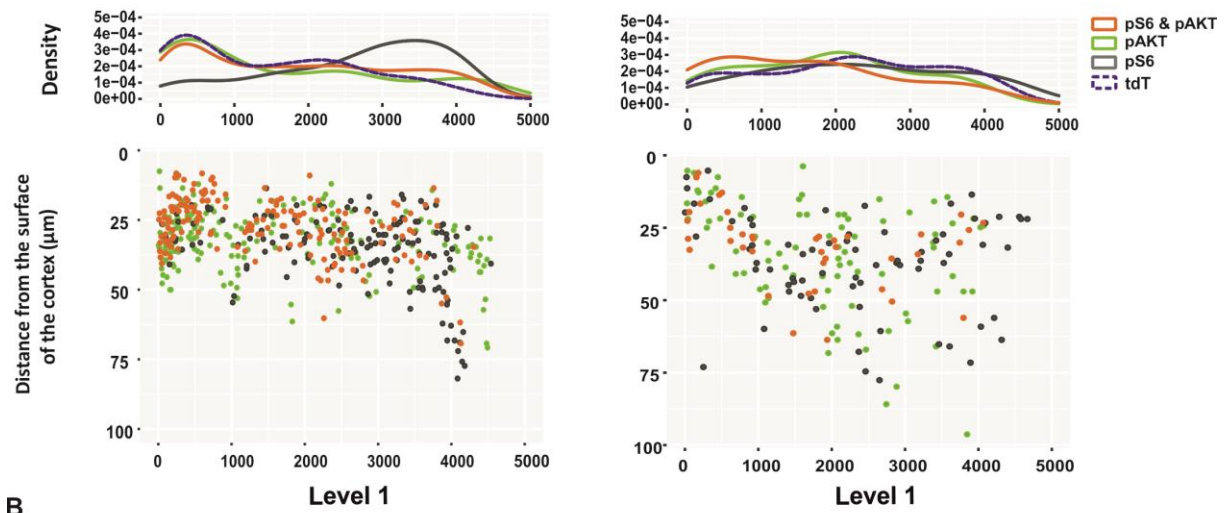 5e−04
4e−04
3e−04
2e−04
1e−04
0e+00
Density
0 1000 2000 3000 4000 5000
5e−04
4e−04
3e−04
2e−04
1e−04
0e+00
0 1000 2000 3000 4000 5000
pS6 & pAKT
pAKT
pS6
tdT
Distance from the surface
of the cortex (μm)
0
25
50
75
100
0 1000 2000 3000 4000 5000
Level 1
0
25
50
75
100
0 1000 2000 3000 4000 5000
Level 1
B